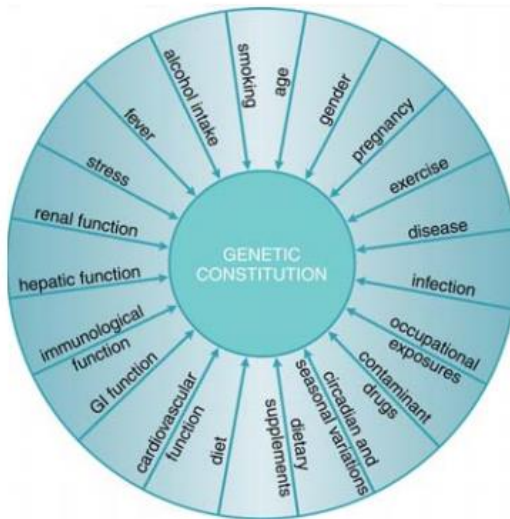 GENETIC
CONSTITUTION
smoking
age
gender
pregnancy
exercise
disease
infection
occupational
exposures
contaminant
drugs
circadian and
seasonal variations
dietary
supplements
diet
cardiovascular
function
GI function
immunological
function
hepatic function
renal function
stress
fever
alcohol intake